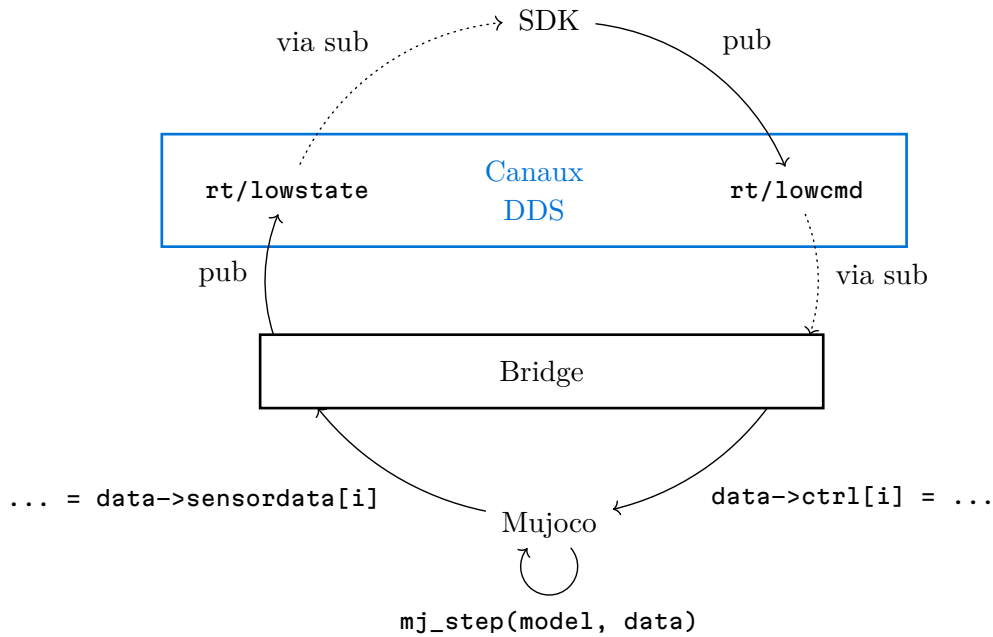 SDK
via sub
pub
Canaux
DDS
rt/lowstate
rt/lowcmd
pub
via sub
Bridge
... = data->sensordata[i]
data->ctrl[i] = ...
Mujoco
mj_step(model, data)